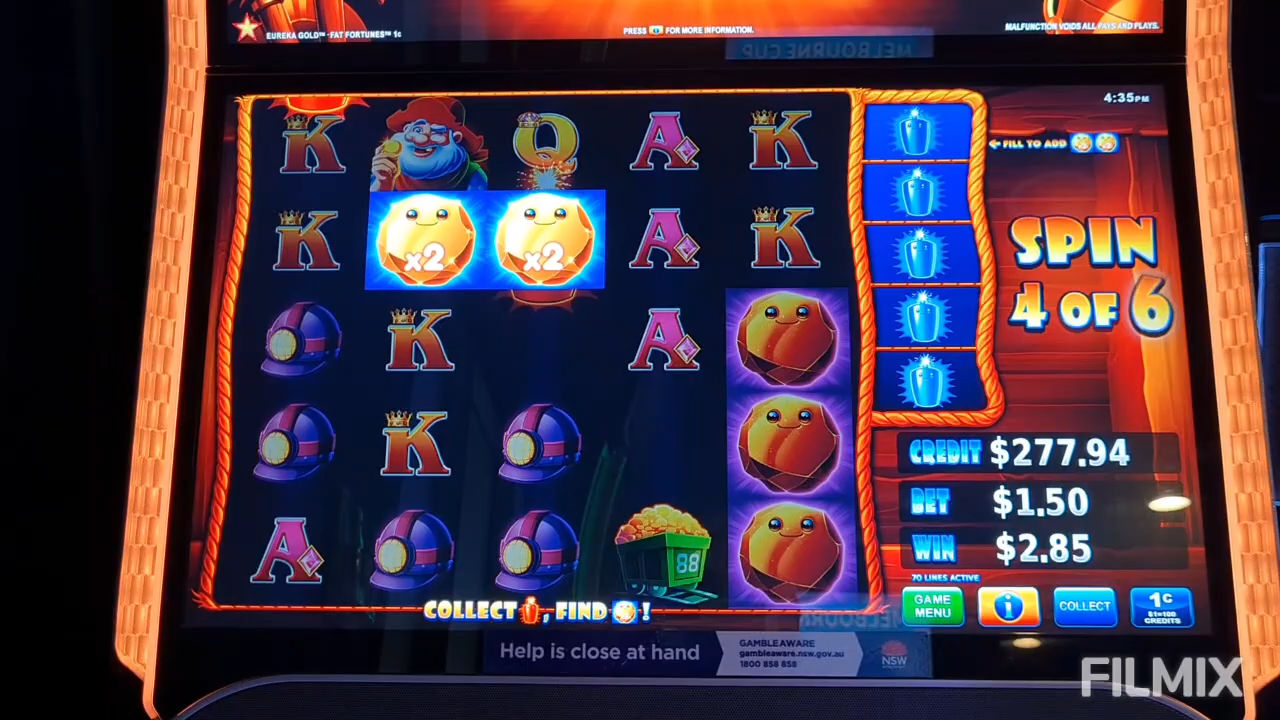 EUREKA GOLD™ - FAT FORTUNES™ 1c
PRESS i FOR MORE INFORMATION.
MALFUNCTION VOIDS ALL PAYS AND PLAYS.
MELBOURNE CUP
4:35PM
FILL TO ADD
K Q A K
K x2 x2 A K
K A
K
A 88
SPIN
4 OF 6
CREDIT $277.94
BET $1.50
WIN $2.85
70 LINES ACTIVE
GAME MENU
i
COLLECT
1c
$1=100
CREDITS
COLLECT , FIND !
Help is close at hand
GAMBLEAWARE
gambleaware.nsw.gov.au
1800 858 858
NSW
FILMIX